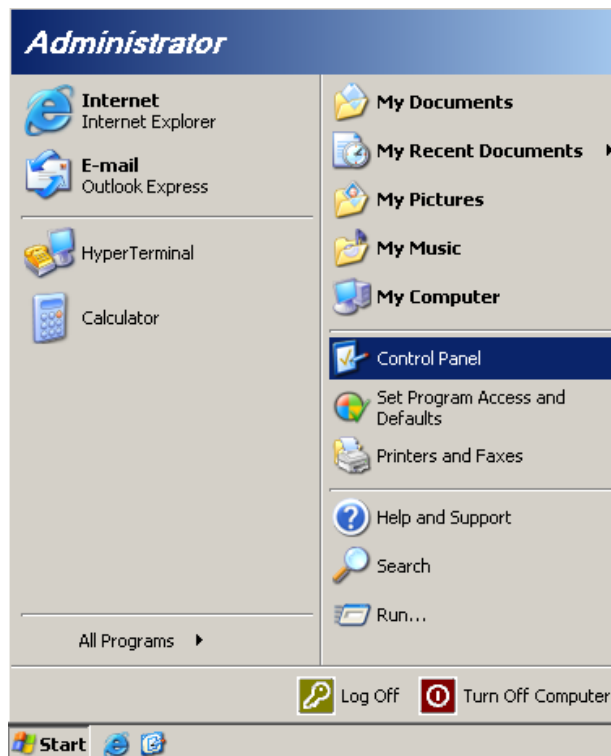 Administrator
Internet
Internet Explorer
E-mail
Outlook Express
HyperTerminal
Calculator
All Programs
My Documents
My Recent Documents
My Pictures
My Music
My Computer
Control Panel
Set Program Access and
Defaults
Printers and Faxes
Help and Support
Search
Run...
Log Off
Turn Off Computer
Start